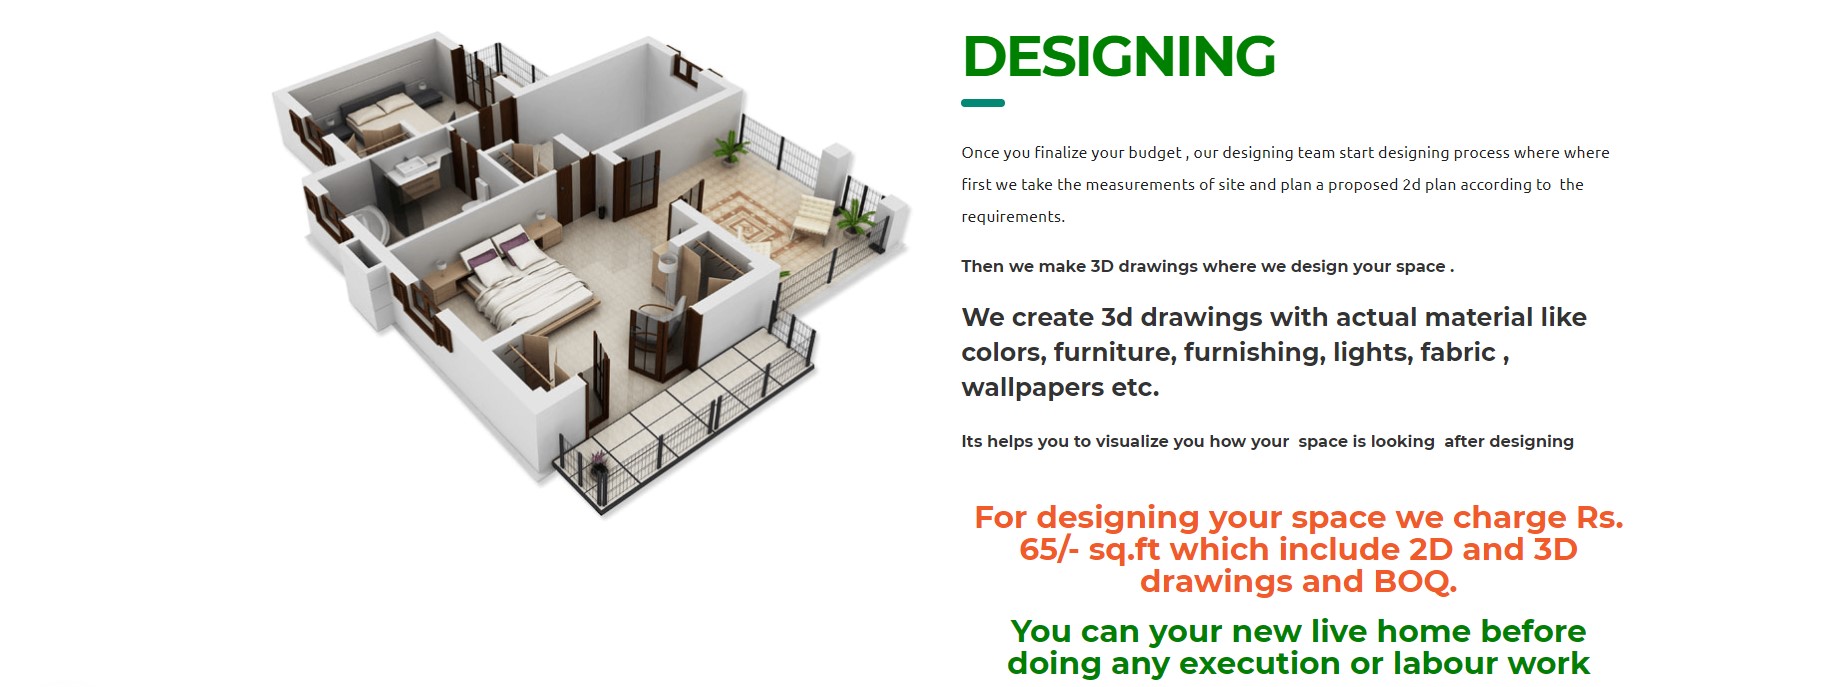 DESIGNING
Once you finalize your budget , our designing team start designing process where where
first we take the measurements of site and plan a proposed 2d plan according to  the
requirements.
Then we make 3D drawings where we design your space .
We create 3d drawings with actual material like
colors, furniture, furnishing, lights, fabric ,
wallpapers etc.
Its helps you to visualize you how your  space is looking  after designing
For designing your space we charge Rs.
65/- sq.ft which include 2D and 3D
drawings and BOQ.
You can your new live home before
doing any execution or labour work